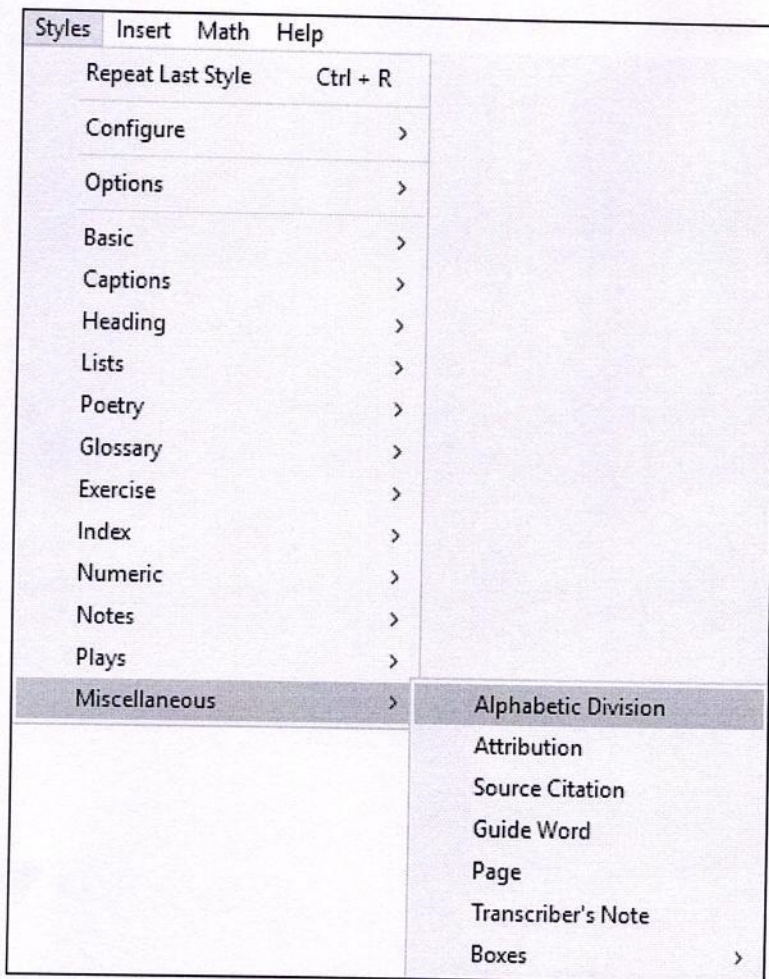 Styles Insert Math Help
Repeat Last Style Ctrl + R
Configure >
Options >
Basic >
Captions >
Heading >
Lists >
Poetry >
Glossary >
Exercise >
Index >
Numeric >
Notes >
Plays >
Miscellaneous >
Alphabetic Division
Attribution
Source Citation
Guide Word
Page
Transcriber's Note
Boxes >